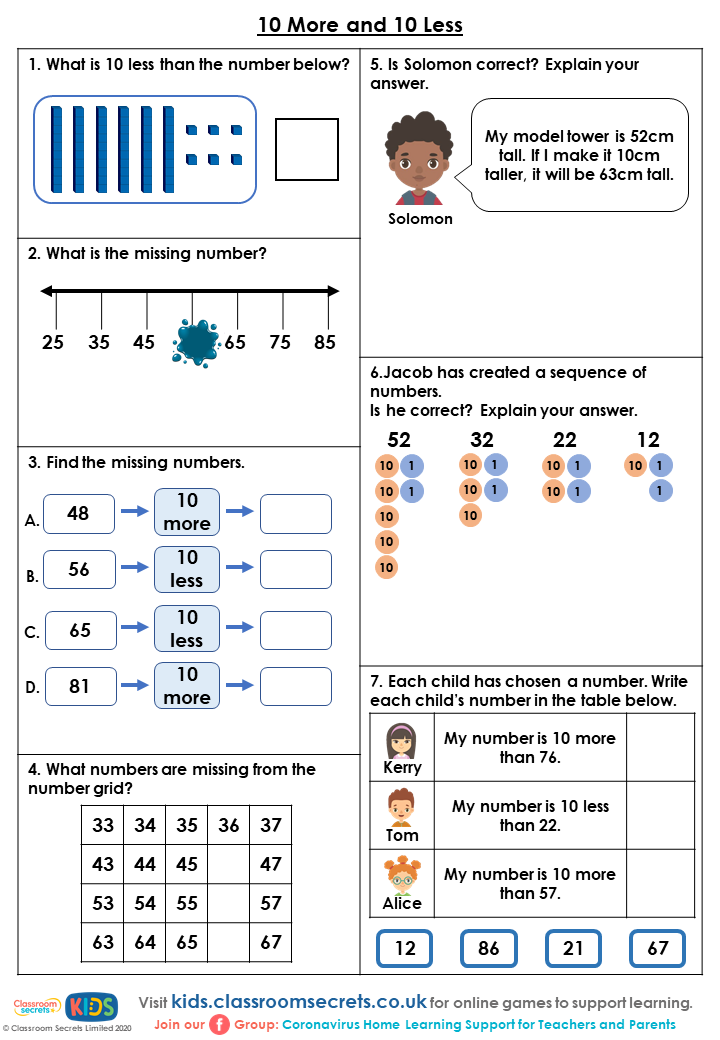 10 More and 10 Less
1. What is 10 less than the number below?
2. What is the missing number?
25 35 45 65 75 85
3. Find the missing numbers.
A. 48 10 more
B. 56 10 less
C. 65 10 less
D. 81 10 more
4. What numbers are missing from the
number grid?
33 34 35 36 37
43 44 45 47
53 54 55 57
63 64 65 67
5. Is Solomon correct? Explain your
answer.
My model tower is 52cm
tall. If I make it 10cm
taller, it will be 63cm tall.
Solomon
6.Jacob has created a sequence of
numbers.
Is he correct? Explain your answer.
52 32 22 12
10 1 10 1 10 1 10 1
10 1 10 1 10 1 1
10 10
10
10
7. Each child has chosen a number. Write
each child's number in the table below.
Kerry
My number is 10 more
than 76.
Tom
My number is 10 less
than 22.
Alice
My number is 10 more
than 57.
12 86 21 67
Classroom
secrets
KIDS
© Classroom Secrets Limited 2020
Visit kids.classroomsecrets.co.uk for online games to support learning.
Join our f Group: Coronavirus Home Learning Support for Teachers and Parents